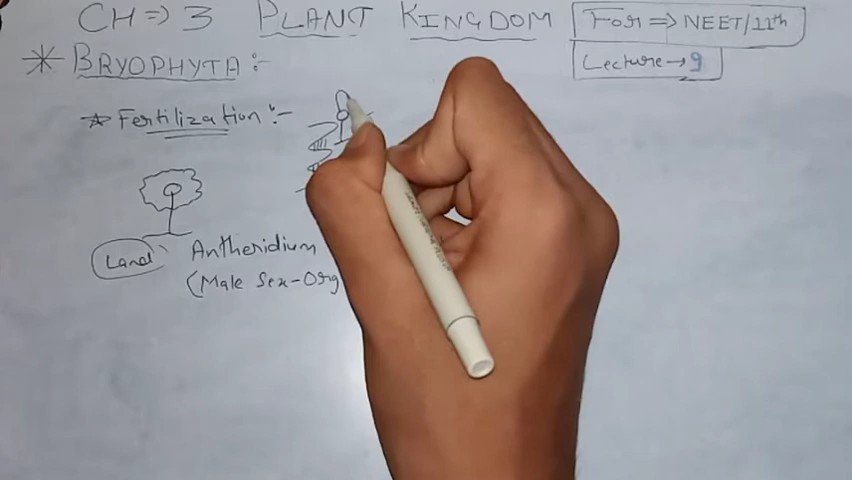 CH ⇒ 3 PLANT KINGDOM
For ⇒ NEET/11th
Lecture → 9
* BRYOPHYTA :-
* Fertilization :-
Land
Antheridium
(Male Sex-Org